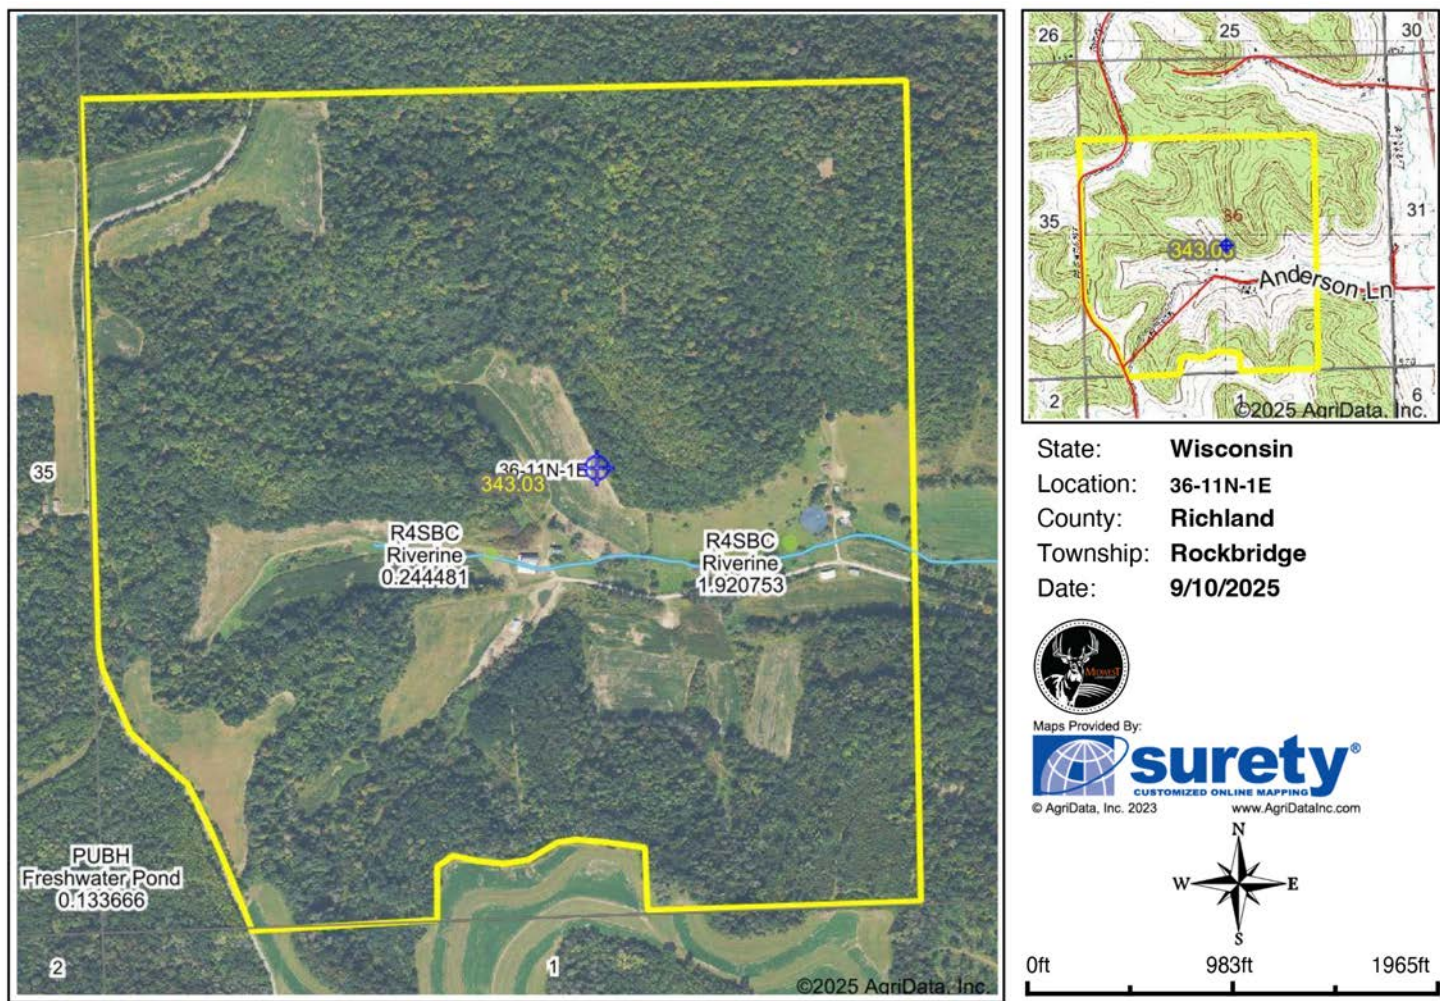 36-11N-1E
343.03
35
R4SBC
Riverine
0.244481
R4SBC
Riverine
1.920753
PUBH
Freshwater Pond
0.133666
2
1
©2025 AgriData, Inc.
26
25
30
35
36
31
343.03
Anderson Ln
2
1
6
©2025 AgriData, Inc.
State: Wisconsin
Location: 36-11N-1E
County: Richland
Township: Rockbridge
Date: 9/10/2025
MIDWEST
Maps Provided By:
surety®
CUSTOMIZED ONLINE MAPPING
© AgriData, Inc. 2023
www.AgriDataInc.com
N
W
E
S
0ft
983ft
1965ft